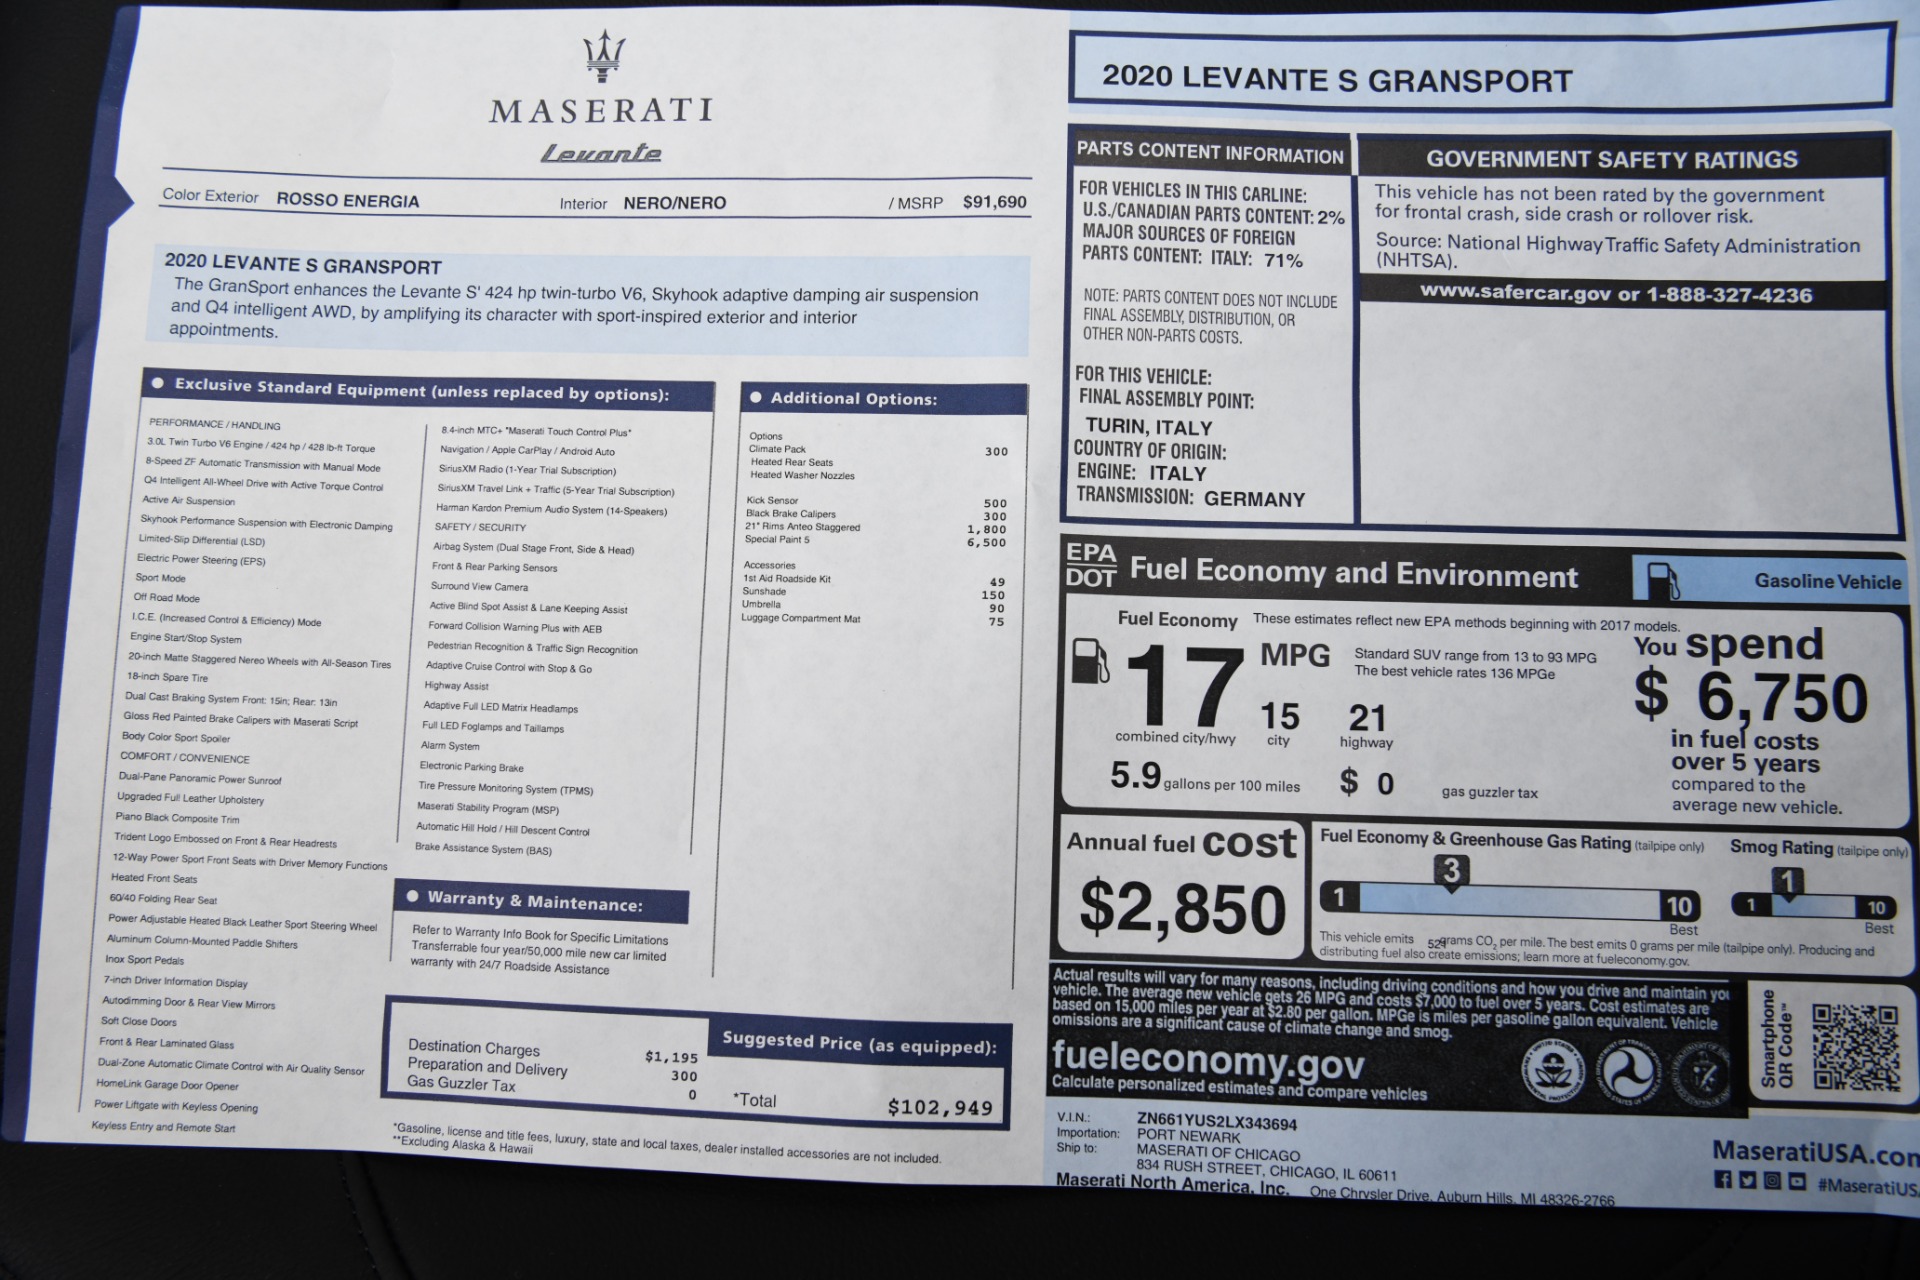 MASERATI
Levante
Color Exterior ROSSO ENERGIA Interior NERO/NERO / MSRP $91,690
2020 LEVANTE S GRANSPORT
The GranSport enhances the Levante S' 424 hp twin-turbo V6, Skyhook adaptive damping air suspension
and Q4 intelligent AWD, by amplifying its character with sport-inspired exterior and interior
appointments.
Exclusive Standard Equipment (unless replaced by options):
PERFORMANCE / HANDLING
3.0L Twin Turbo V6 Engine / 424 hp / 428 lb-ft Torque
8-Speed ZF Automatic Transmission with Manual Mode
Q4 Intelligent All-Wheel Drive with Active Torque Control
Active Air Suspension
Skyhook Performance Suspension with Electronic Damping
Limited-Slip Differential (LSD)
Electric Power Steering (EPS)
Sport Mode
Off Road Mode
I.C.E. (Increased Control & Efficiency) Mode
Engine Start/Stop System
20-inch Matte Staggered Nereo Wheels with All-Season Tires
18-inch Spare Tire
Dual Cast Braking System Front: 15in; Rear: 13in
Gloss Red Painted Brake Calipers with Maserati Script
Body Color Sport Spoiler
COMFORT / CONVENIENCE
Dual-Pane Panoramic Power Sunroof
Upgraded Full Leather Upholstery
Piano Black Composite Trim
Trident Logo Embossed on Front & Rear Headrests
12-Way Power Sport Front Seats with Driver Memory Functions
Heated Front Seats
60/40 Folding Rear Seat
Power Adjustable Heated Black Leather Sport Steering Wheel
Aluminum Column-Mounted Paddle Shifters
Inox Sport Pedals
7-inch Driver Information Display
Autodimming Door & Rear View Mirrors
Soft Close Doors
Front & Rear Laminated Glass
Dual-Zone Automatic Climate Control with Air Quality Sensor
HomeLink Garage Door Opener
Power Liftgate with Keyless Opening
Keyless Entry and Remote Start
8.4-inch MTC+ "Maserati Touch Control Plus"
Navigation / Apple CarPlay / Android Auto
SiriusXM Radio (1-Year Trial Subscription)
SiriusXM Travel Link + Traffic (5-Year Trial Subscription)
Harman Kardon Premium Audio System (14-Speakers)
SAFETY / SECURITY
Airbag System (Dual Stage Front, Side & Head)
Front & Rear Parking Sensors
Surround View Camera
Active Blind Spot Assist & Lane Keeping Assist
Forward Collision Warning Plus with AEB
Pedestrian Recognition & Traffic Sign Recognition
Adaptive Cruise Control with Stop & Go
Highway Assist
Adaptive Full LED Matrix Headlamps
Full LED Foglamps and Taillamps
Alarm System
Electronic Parking Brake
Tire Pressure Monitoring System (TPMS)
Maserati Stability Program (MSP)
Automatic Hill Hold / Hill Descent Control
Brake Assistance System (BAS)
Warranty & Maintenance:
Refer to Warranty Info Book for Specific Limitations
Transferrable four year/50,000 mile new car limited
warranty with 24/7 Roadside Assistance
Additional Options:
Options
Climate Pack 300
Heated Rear Seats
Heated Washer Nozzles
Kick Sensor 500
Black Brake Calipers 300
21" Rims Anteo Staggered 1,800
Special Paint 5 6,500
Accessories
1st Aid Roadside Kit 49
Sunshade 150
Umbrella 90
Luggage Compartment Mat 75
Destination Charges $1,195
Preparation and Delivery 300
Gas Guzzler Tax 0
Suggested Price (as equipped):
*Total $102,949
*Gasoline, license and title fees, luxury, state and local taxes, dealer installed accessories are not included.
**Excluding Alaska & Hawaii
2020 LEVANTE S GRANSPORT
PARTS CONTENT INFORMATION
FOR VEHICLES IN THIS CARLINE:
U.S./CANADIAN PARTS CONTENT: 2%
MAJOR SOURCES OF FOREIGN
PARTS CONTENT: ITALY: 71%
NOTE: PARTS CONTENT DOES NOT INCLUDE
FINAL ASSEMBLY, DISTRIBUTION, OR
OTHER NON-PARTS COSTS.
FOR THIS VEHICLE:
FINAL ASSEMBLY POINT:
TURIN, ITALY
COUNTRY OF ORIGIN:
ENGINE: ITALY
TRANSMISSION: GERMANY
GOVERNMENT SAFETY RATINGS
This vehicle has not been rated by the government
for frontal crash, side crash or rollover risk.
Source: National Highway Traffic Safety Administration
(NHTSA).
www.safercar.gov or 1-888-327-4236
EPA
DOT
Fuel Economy and Environment
Gasoline Vehicle
Fuel Economy
These estimates reflect new EPA methods beginning with 2017 models.
17 MPG
combined city/hwy
15 city
21 highway
Standard SUV range from 13 to 93 MPG
The best vehicle rates 136 MPGe
5.9 gallons per 100 miles
$ 0 gas guzzler tax
You spend
$ 6,750
in fuel costs
over 5 years
compared to the
average new vehicle.
Annual fuel cost
$2,850
Fuel Economy & Greenhouse Gas Rating (tailpipe only)
3
1 10
Best
Smog Rating (tailpipe only)
1
1 10
Best
This vehicle emits grams CO2 per mile. The best emits 0 grams per mile (tailpipe only). Producing and
distributing fuel also create emissions; learn more at fueleconomy.gov.
Actual results will vary for many reasons, including driving conditions and how you drive and maintain you
vehicle. The average new vehicle gets 26 MPG and costs $7,000 to fuel over 5 years. Cost estimates are
based on 15,000 miles per year at $2.80 per gallon. MPGe is miles per gasoline gallon equivalent. Vehicle
omissions are a significant cause of climate change and smog.
fueleconomy.gov
Calculate personalized estimates and compare vehicles
Smartphone
QR Code™
V.I.N.: ZN661YUS2LX343694
Importation: PORT NEWARK
Ship to: MASERATI OF CHICAGO
834 RUSH STREET, CHICAGO, IL 60611
Maserati North America, Inc. One Chrysler Drive, Auburn Hills, MI 48326-2766
MaseratiUSA.com
#MaseratiUSA